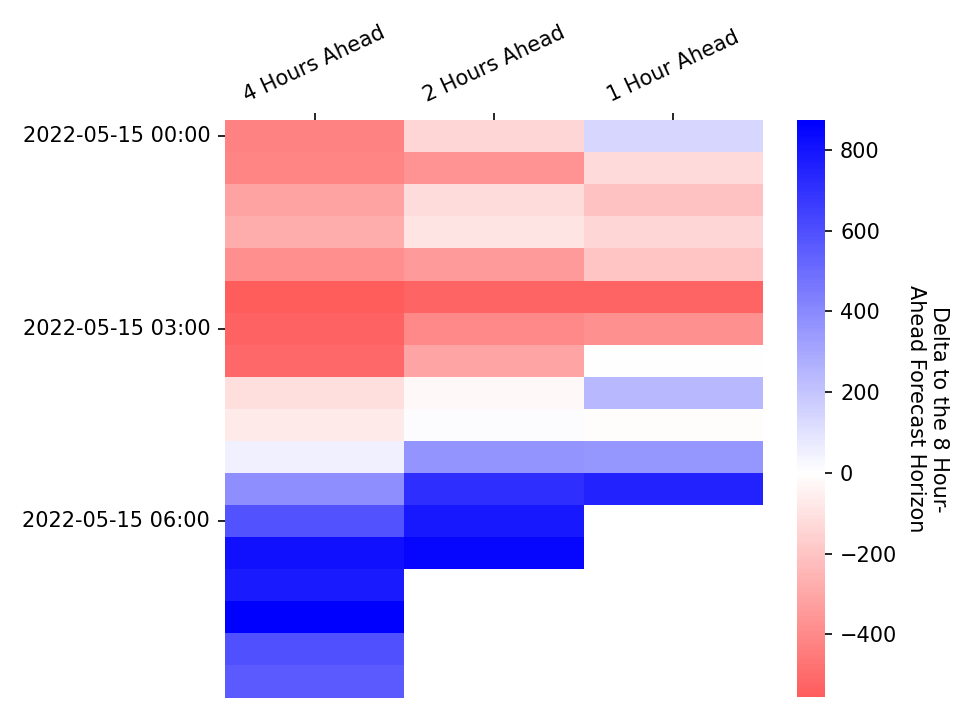 4 Hours Ahead
2 Hours Ahead
1 Hour Ahead
2022-05-15 00:00
2022-05-15 03:00
2022-05-15 06:00
800
600
400
200
0
−200
−400
Delta to the 8 Hour-
Ahead Forecast Horizon